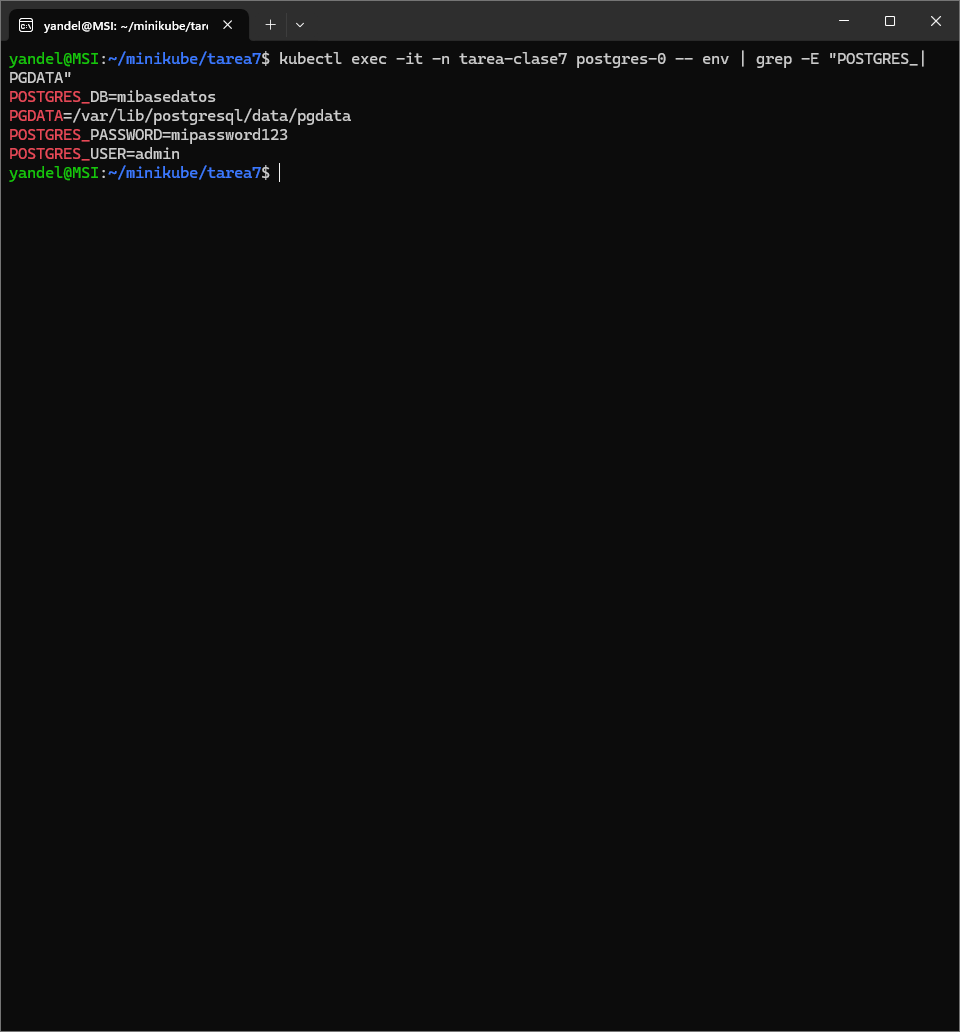 yandel@MSI: ~/minikube/tar
yandel@MSI:~/minikube/tarea7$ kubectl exec -it -n tarea-clase7 postgres-0 -- env | grep -E "POSTGRES_|
PGDATA"
POSTGRES_DB=mibasedatos
PGDATA=/var/lib/postgresql/data/pgdata
POSTGRES_PASSWORD=mipassword123
POSTGRES_USER=admin
yandel@MSI:~/minikube/tarea7$